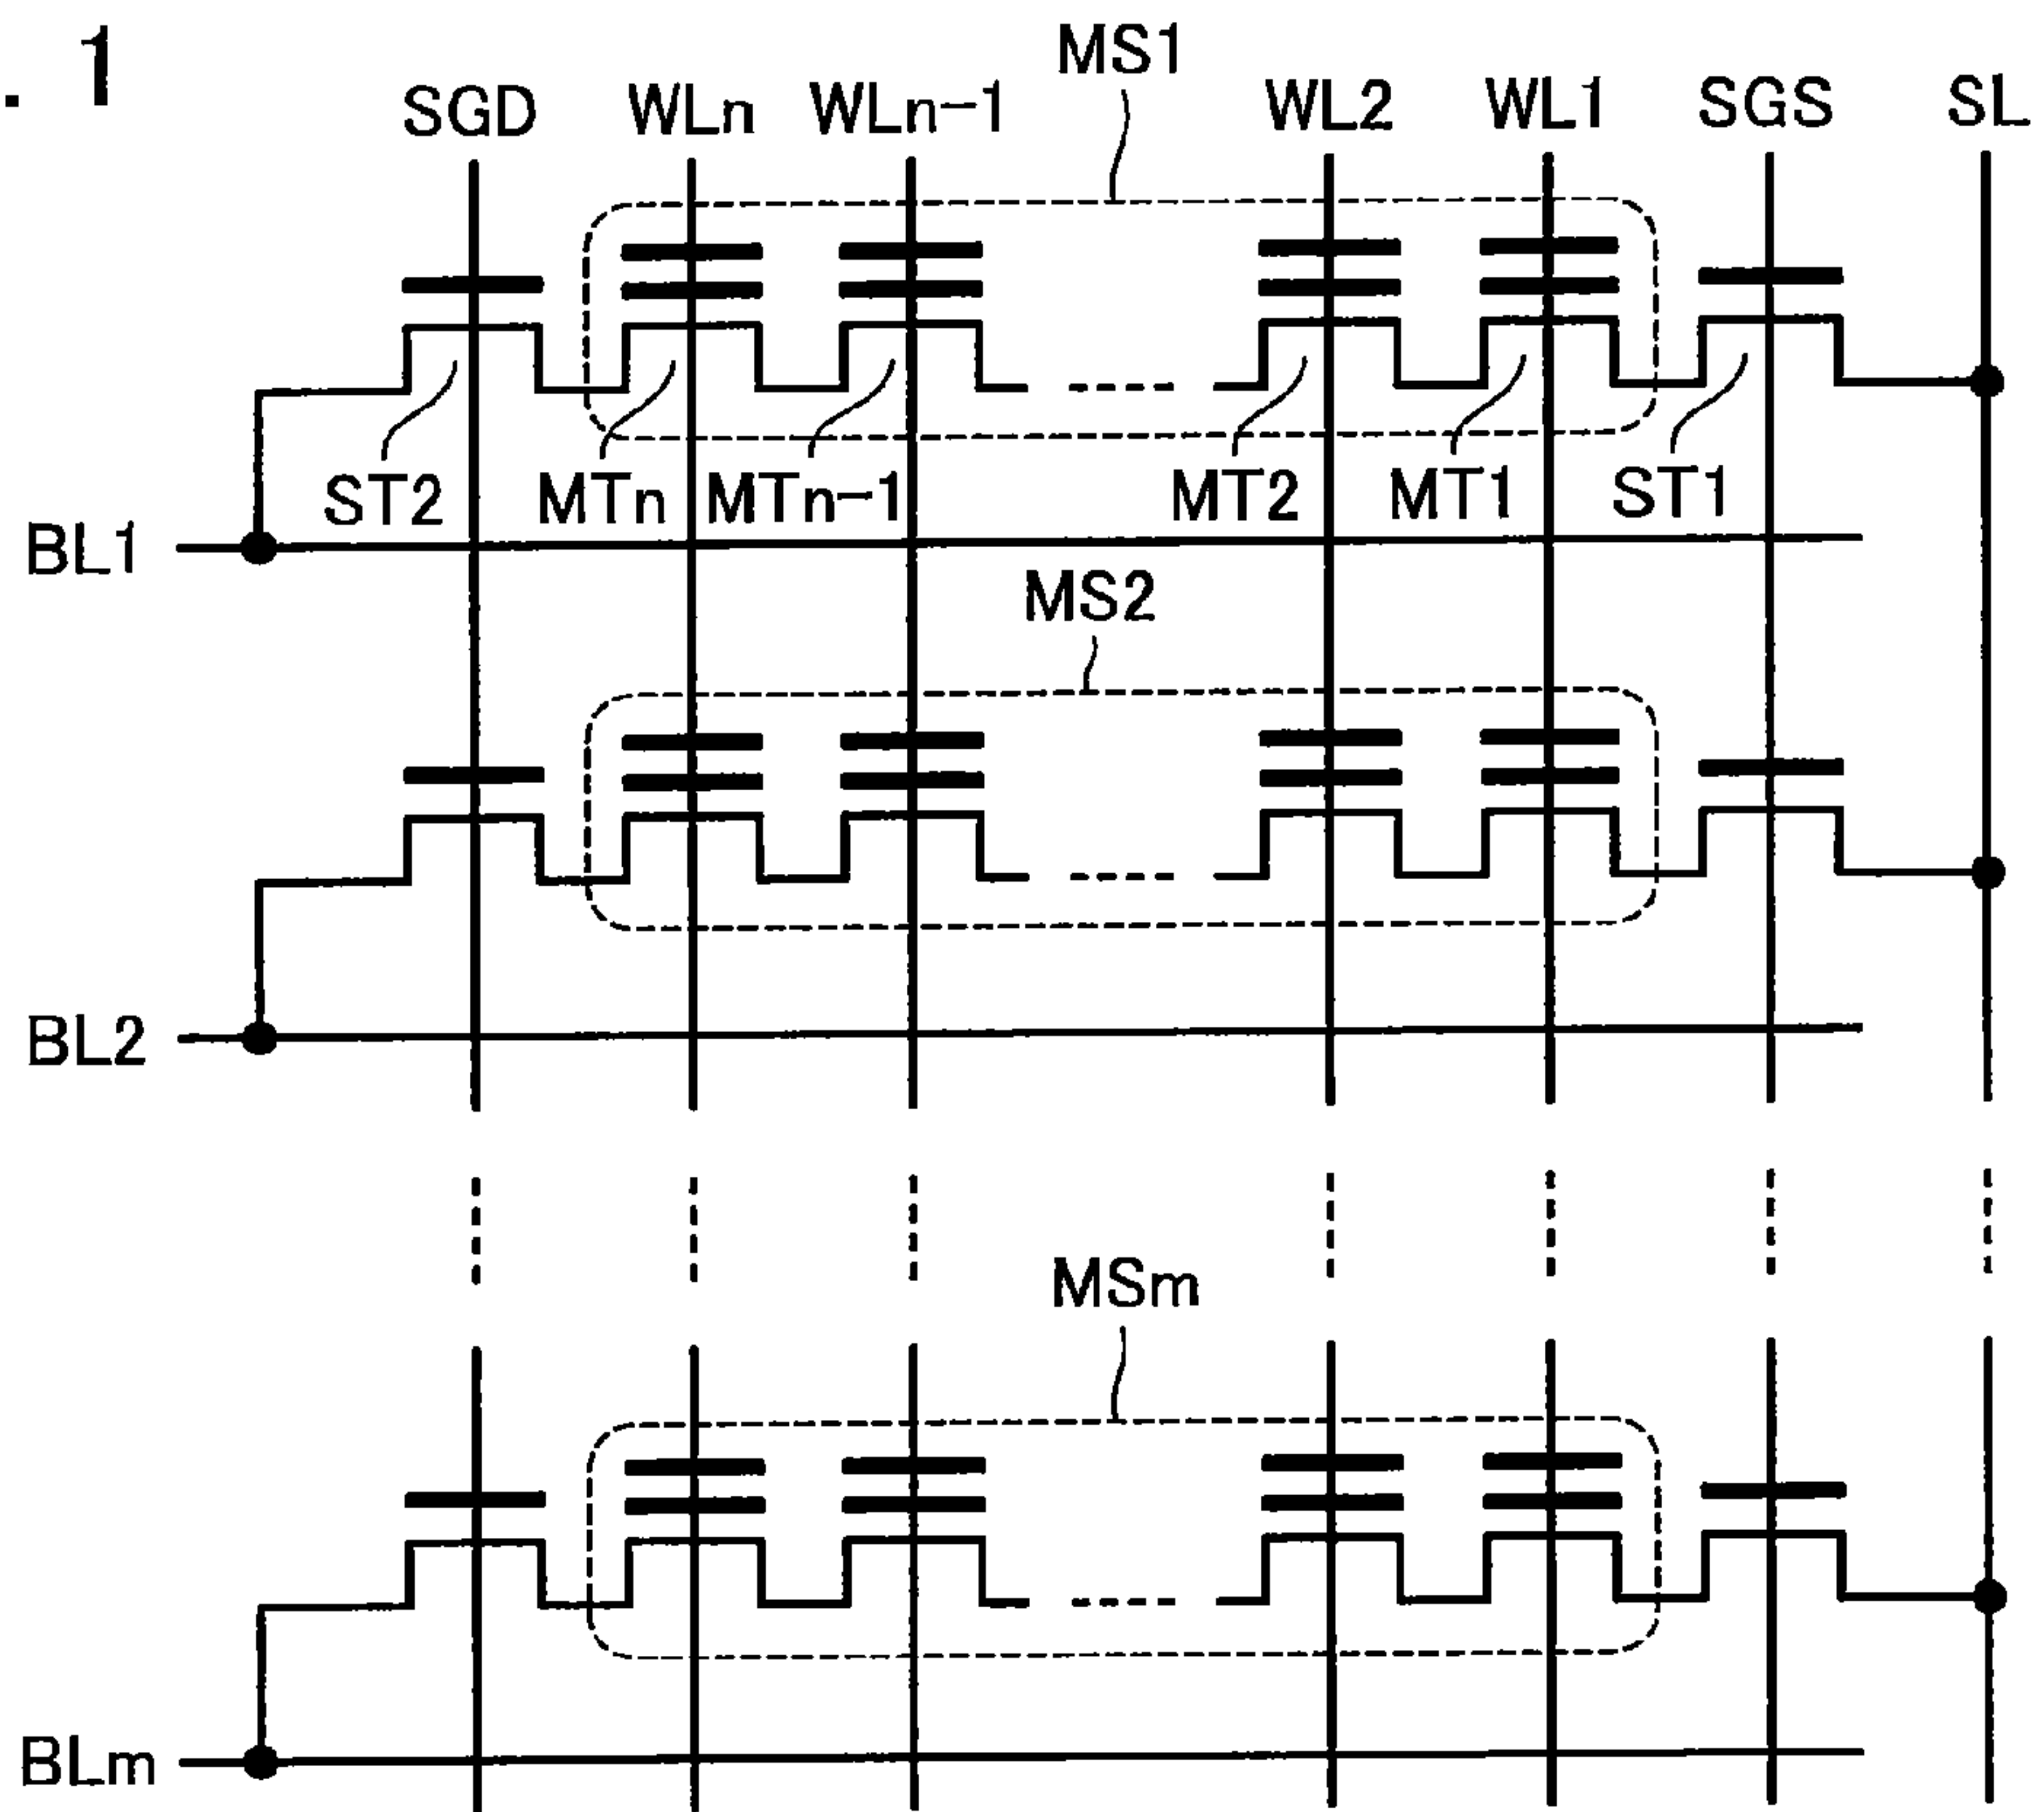 . 1
MS1
SGD WLn WLn-1 WL2 WL1 SGS SL
ST2 MTn MTn-1 MT2 MT1 ST1
BL1
MS2
BL2
MSm
BLm